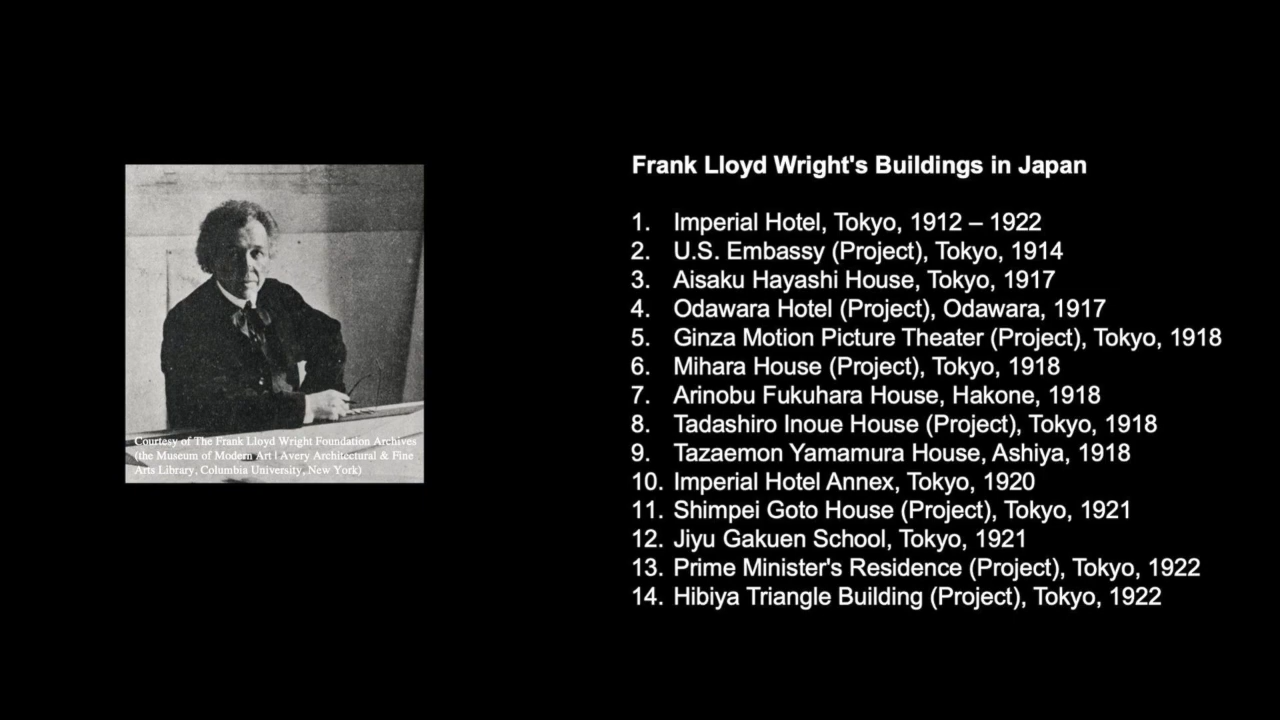 Frank Lloyd Wright's Buildings in Japan
1. Imperial Hotel, Tokyo, 1912 – 1922
2. U.S. Embassy (Project), Tokyo, 1914
3. Aisaku Hayashi House, Tokyo, 1917
4. Odawara Hotel (Project), Odawara, 1917
5. Ginza Motion Picture Theater (Project), Tokyo, 1918
6. Mihara House (Project), Tokyo, 1918
7. Arinobu Fukuhara House, Hakone, 1918
8. Tadashiro Inoue House (Project), Tokyo, 1918
9. Tazaemon Yamamura House, Ashiya, 1918
10. Imperial Hotel Annex, Tokyo, 1920
11. Shimpei Goto House (Project), Tokyo, 1921
12. Jiyu Gakuen School, Tokyo, 1921
13. Prime Minister's Residence (Project), Tokyo, 1922
14. Hibiya Triangle Building (Project), Tokyo, 1922
Courtesy of The Frank Lloyd Wright Foundation Archives
(the Museum of Modern Art | Avery Architectural & Fine
Arts Library, Columbia University, New York)